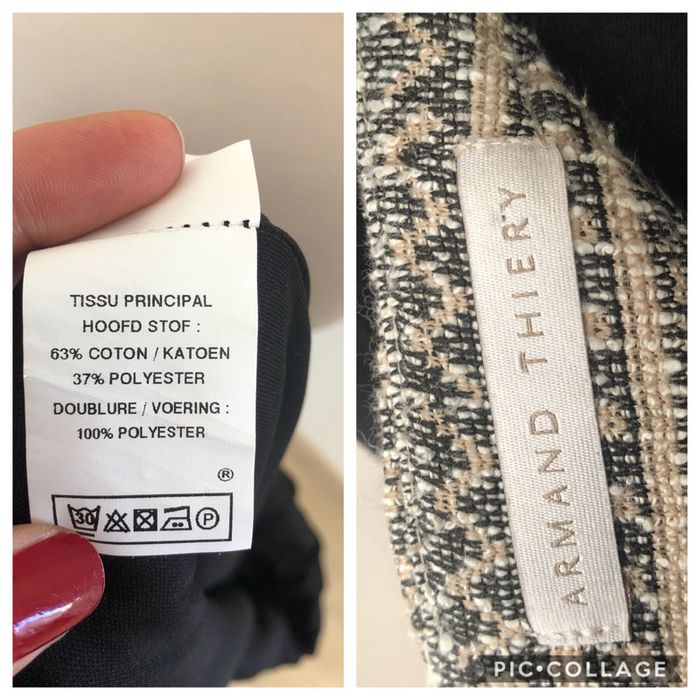 TISSU PRINCIPAL
HOOFD STOF :
63% COTON / KATOEN
37% POLYESTER
DOUBLURE / VOERING :
100% POLYESTER
®
30 P
ARMAND THIERY
PIC•COLLAGE